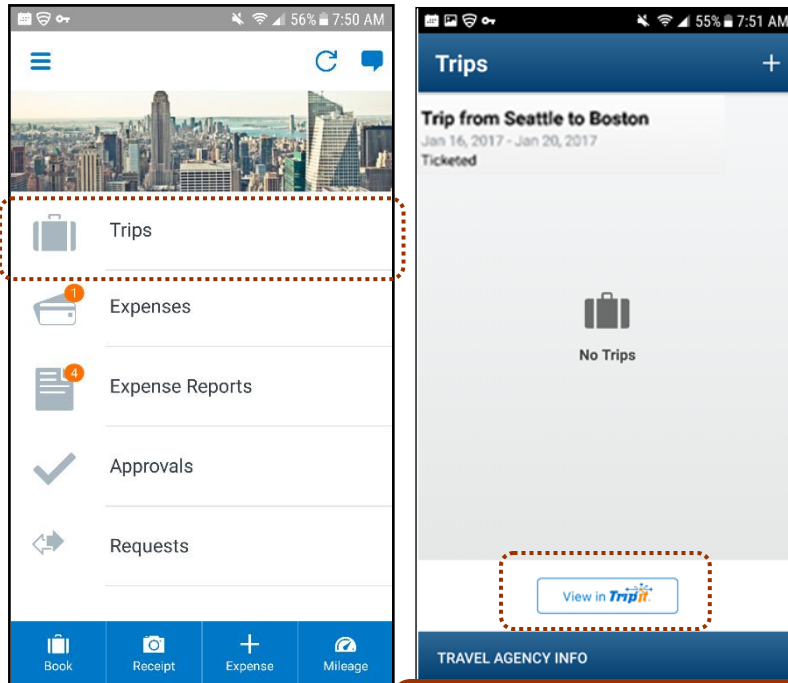 56% 7:50 AM
Trips
1
Expenses
4
Expense Reports
Approvals
Requests
Book
Receipt
Expense
Mileage
55% 7:51 AM
Trips
Trip from Seattle to Boston
Jan 16, 2017 - Jan 20, 2017
Ticketed
No Trips
View in TripIt.
TRAVEL AGENCY INFO